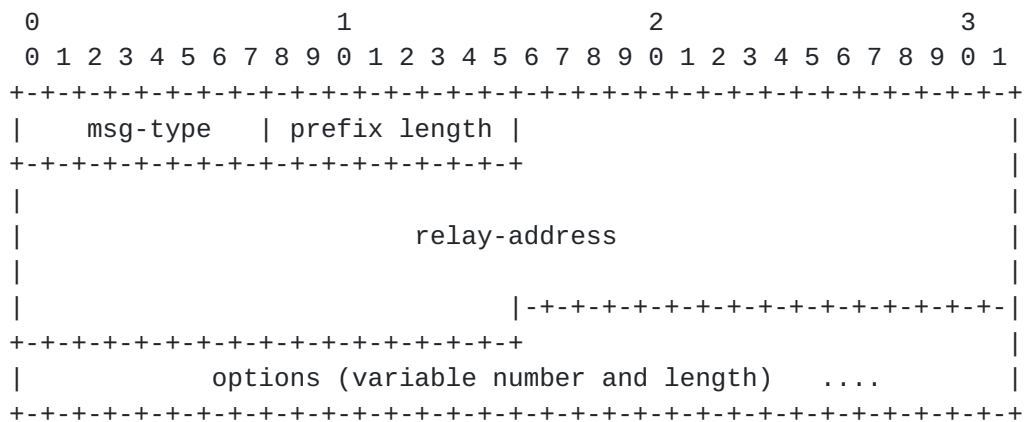 0                   1                   2                   3
 0 1 2 3 4 5 6 7 8 9 0 1 2 3 4 5 6 7 8 9 0 1 2 3 4 5 6 7 8 9 0 1
+-+-+-+-+-+-+-+-+-+-+-+-+-+-+-+-+-+-+-+-+-+-+-+-+-+-+-+-+-+-+-+-+
|    msg-type   | prefix length |                               |
+-+-+-+-+-+-+-+-+-+-+-+-+-+-+-+-+                               |
|                                                               |
|                         relay-address                         |
|                                                               |
|                               |-+-+-+-+-+-+-+-+-+-+-+-+-+-+-+-|
+-+-+-+-+-+-+-+-+-+-+-+-+-+-+-+-+                               |
|            options (variable number and length)   ....        |
+-+-+-+-+-+-+-+-+-+-+-+-+-+-+-+-+-+-+-+-+-+-+-+-+-+-+-+-+-+-+-+-+